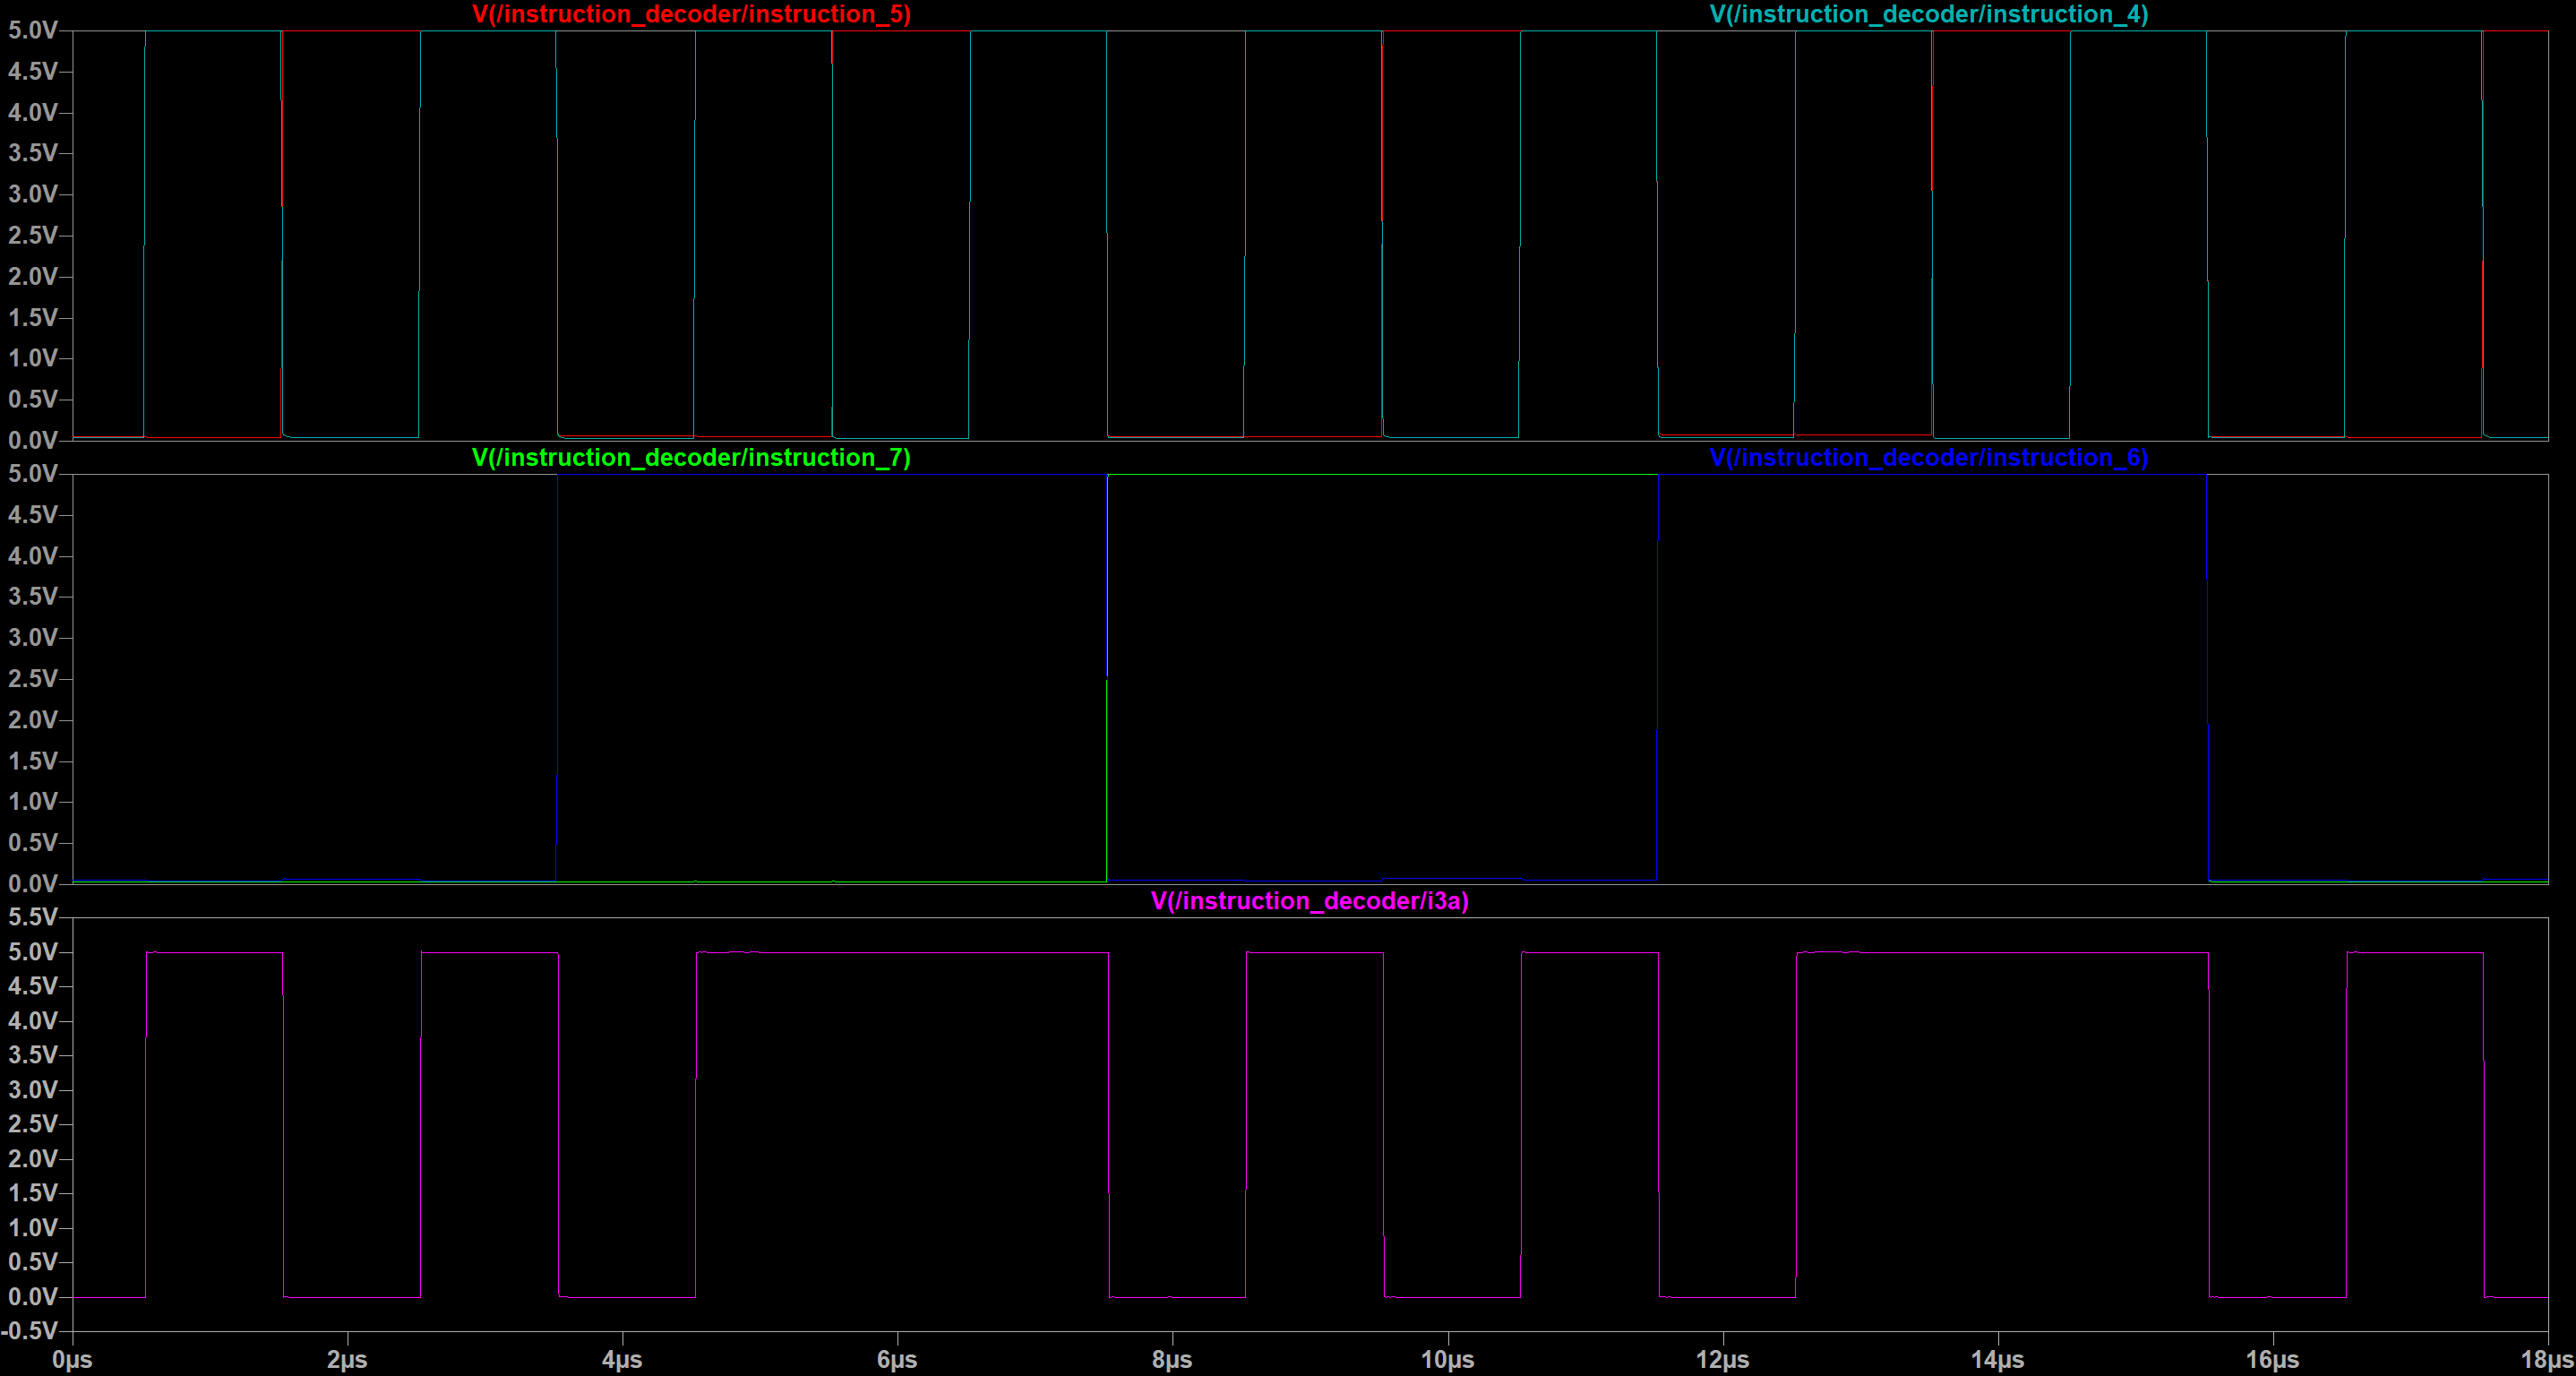 V(/instruction_decoder/instruction_5) V(/instruction_decoder/instruction_4)
5.0V
4.5V
4.0V
3.5V
3.0V
2.5V
2.0V
1.5V
1.0V
0.5V
0.0V
V(/instruction_decoder/instruction_7) V(/instruction_decoder/instruction_6)
5.0V
4.5V
4.0V
3.5V
3.0V
2.5V
2.0V
1.5V
1.0V
0.5V
0.0V
V(/instruction_decoder/i3a)
5.5V
5.0V
4.5V
4.0V
3.5V
3.0V
2.5V
2.0V
1.5V
1.0V
0.5V
0.0V
-0.5V
0µs 2µs 4µs 6µs 8µs 10µs 12µs 14µs 16µs 18µs